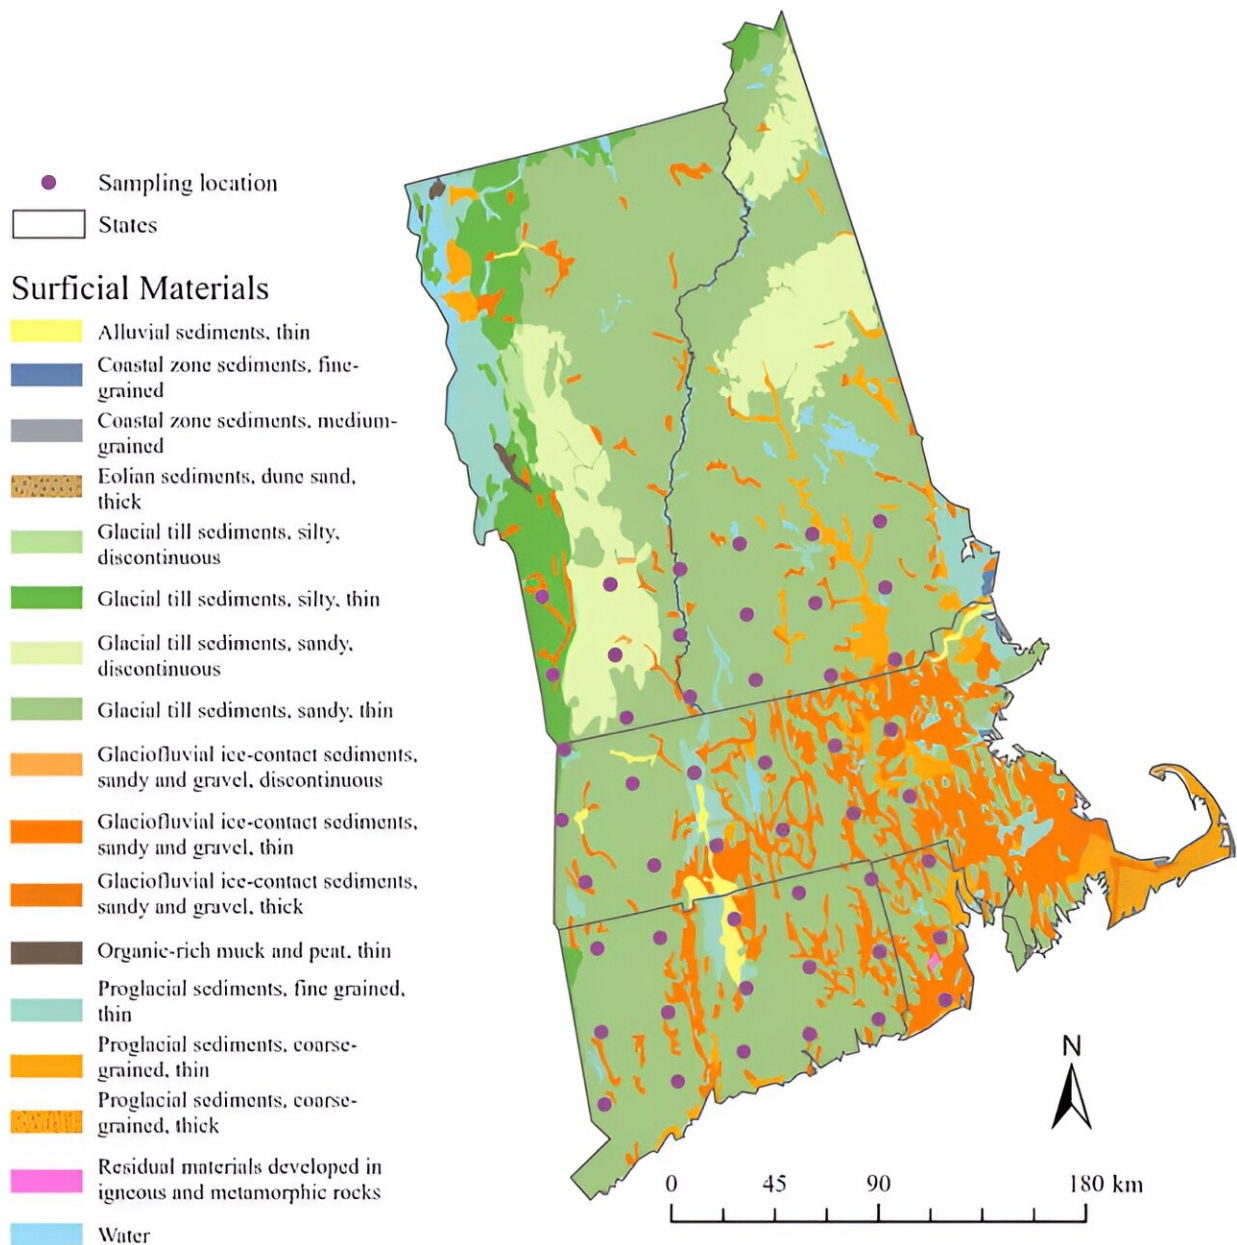 Sampling location
States
Surficial Materials
Alluvial sediments, thin
Coastal zone sediments, fine-
grained
Coastal zone sediments, medium-
grained
Eolian sediments, dune sand,
thick
Glacial till sediments, silty,
discontinuous
Glacial till sediments, silty, thin
Glacial till sediments, sandy,
discontinuous
Glacial till sediments, sandy, thin
Glaciofluvial ice-contact sediments,
sandy and gravel, discontinuous
Glaciofluvial ice-contact sediments,
sandy and gravel, thin
Glaciofluvial ice-contact sediments,
sandy and gravel, thick
Organic-rich muck and peat, thin
Proglacial sediments, fine grained,
thin
Proglacial sediments, coarse-
grained, thin
Proglacial sediments, coarse-
grained, thick
Residual materials developed in
igneous and metamorphic rocks
Water
N
0 45 90 180 km